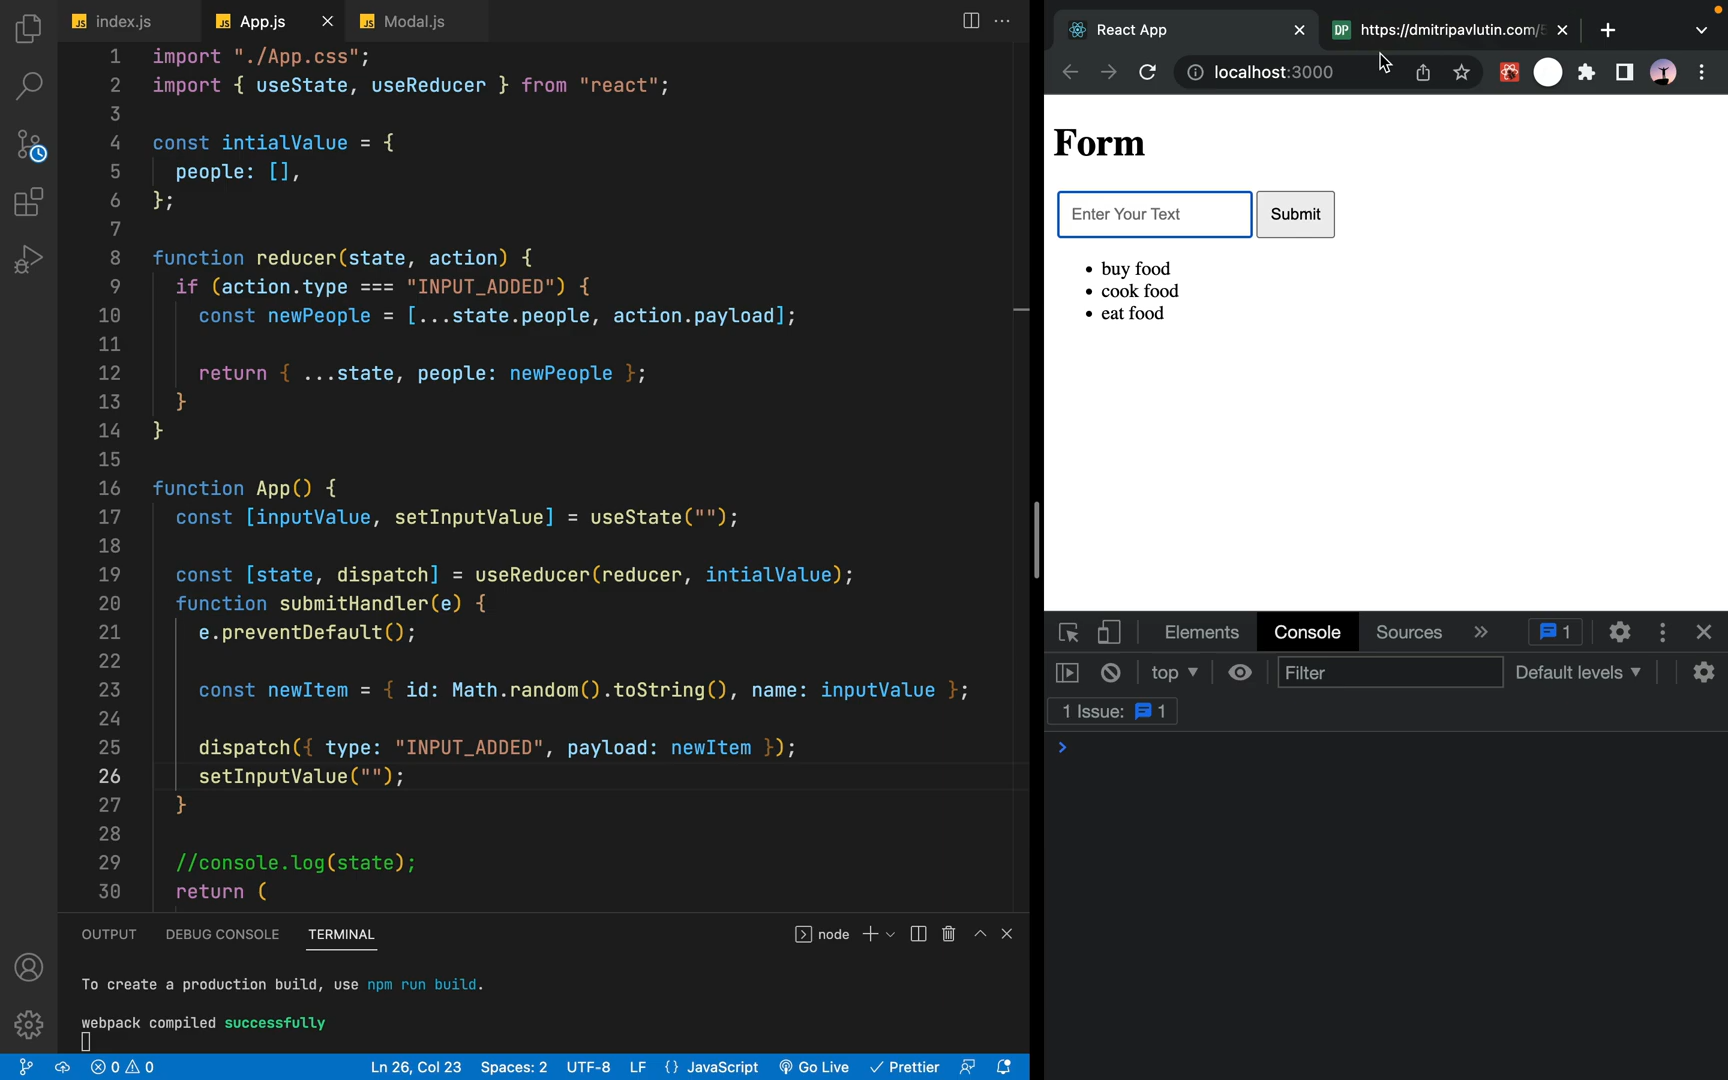 index.js
App.js
Modal.js
1 import "./App.css";
2 import { useState, useReducer } from "react";
3
4 const intialValue = {
5 people: [],
6 };
7
8 function reducer(state, action) {
9 if (action.type === "INPUT_ADDED") {
10 const newPeople = [...state.people, action.payload];
11
12 return { ...state, people: newPeople };
13 }
14 }
15
16 function App() {
17 const [inputValue, setInputValue] = useState("");
18
19 const [state, dispatch] = useReducer(reducer, intialValue);
20 function submitHandler(e) {
21 e.preventDefault();
22
23 const newItem = { id: Math.random().toString(), name: inputValue };
24
25 dispatch({ type: "INPUT_ADDED", payload: newItem });
26 setInputValue("");
27 }
28
29 //console.log(state);
30 return (
OUTPUT DEBUG CONSOLE TERMINAL
node
To create a production build, use npm run build.
webpack compiled successfully
0 0
Ln 26, Col 23 Spaces: 2 UTF-8 LF {} JavaScript Go Live Prettier
React App
DP https://dmitripavlutin.com/
localhost:3000
Form
Enter Your Text
Submit
• buy food
• cook food
• eat food
Elements Console Sources » 1
top Filter Default levels
1 Issue: 1